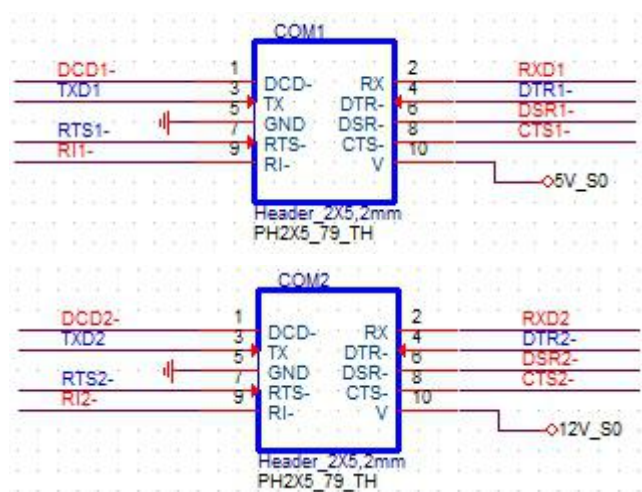 COM1
DCD1- 1 DCD- RX 2 RXD1
TXD1 3 TX DTR- 4 DTR1-
5 GND DSR- 6 DSR1-
RTS1- 7 RTS- CTS- 8 CTS1-
RI1- 9 RI- V 10
5V_S0
Header_2X5,2mm
PH2X5_79_TH
COM2
DCD2- 1 DCD- RX 2 RXD2
TXD2 3 TX DTR- 4 DTR2-
5 GND DSR- 6 DSR2-
RTS2- 7 RTS- CTS- 8 CTS2-
RI2- 9 RI- V 10
12V_S0
Header_2X5,2mm
PH2X5_79_TH